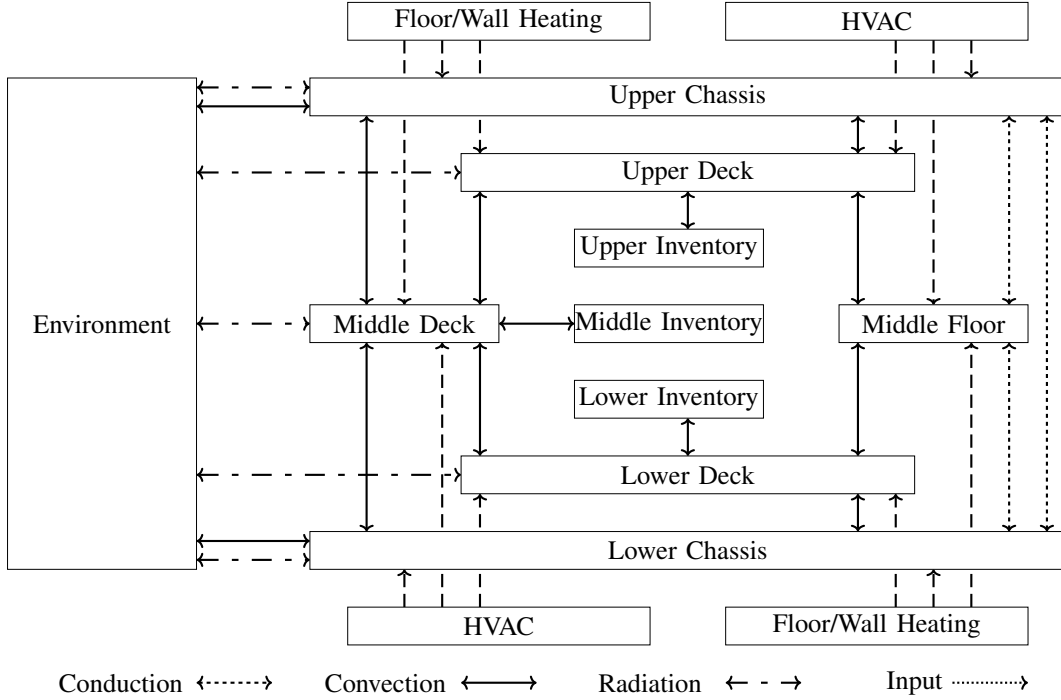 Floor/Wall Heating
HVAC
Upper Chassis
Upper Deck
Upper Inventory
Environment
Middle Deck
Middle Inventory
Middle Floor
Lower Inventory
Lower Deck
Lower Chassis
HVAC
Floor/Wall Heating
Conduction
Convection
Radiation
Input